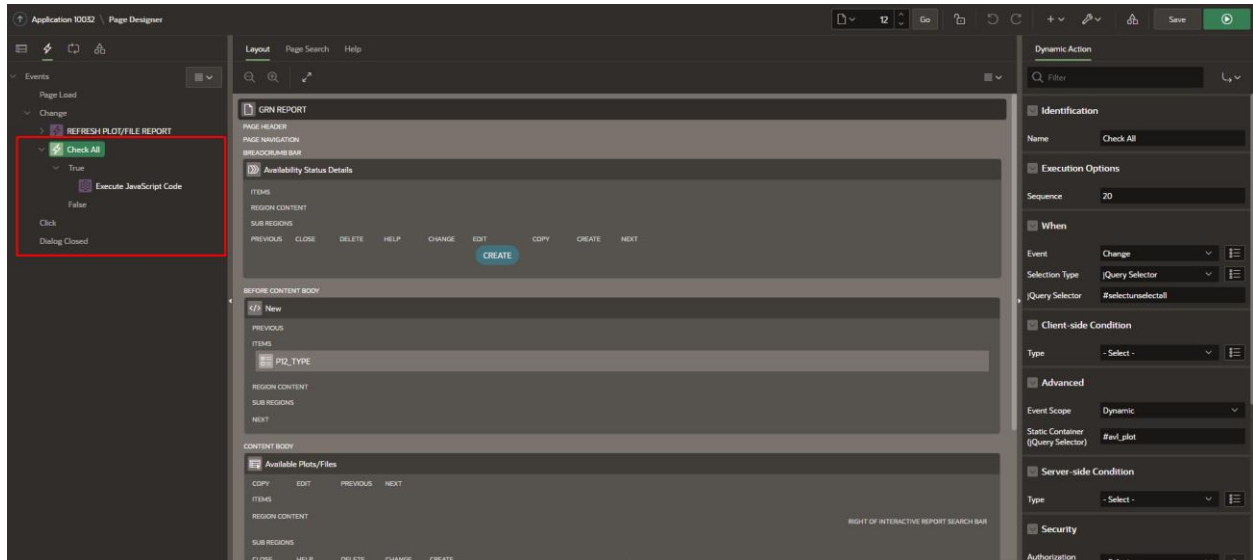 Application 10032 \ Page Designer
12 Go Save
Layout Page Search Help
Dynamic Action
Events
Page Load
Change
REFRESH PLOT/FILE REPORT
Check All
True
Execute JavaScript Code
False
Click
Dialog Closed
GRN REPORT
PAGE HEADER
PAGE NAVIGATION
BREADCRUMB BAR
Availability Status Details
ITEMS
REGION CONTENT
SUB REGIONS
PREVIOUS CLOSE DELETE HELP CHANGE EDIT COPY CREATE NEXT
CREATE
BEFORE CONTENT BODY
New
PREVIOUS
ITEMS
P12_TYPE
REGION CONTENT
SUB REGIONS
NEXT
CONTENT BODY
Available Plots/Files
COPY EDIT PREVIOUS NEXT
ITEMS
REGION CONTENT
RIGHT OF INTERACTIVE REPORT SEARCH BAR
SUB REGIONS
CLOSE HELP DELETE CHANGE CREATE
Filter
Identification
Name Check All
Execution Options
Sequence 20
When
Event Change
Selection Type jQuery Selector
jQuery Selector #selectunselectall
Client-side Condition
Type - Select -
Advanced
Event Scope Dynamic
Static Container
(jQuery Selector) #avl_plot
Server-side Condition
Type - Select -
Security
Authorization